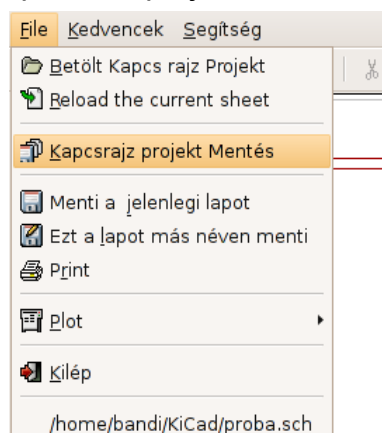 File Kedvencek Segítség
Betölt Kapcs rajz Projekt
Reload the current sheet
Kapcsrajz projekt Mentés
Menti a jelenlegi lapot
Ezt a lapot más néven menti
Print
Plot
Kilép
/home/bandi/KiCad/proba.sch